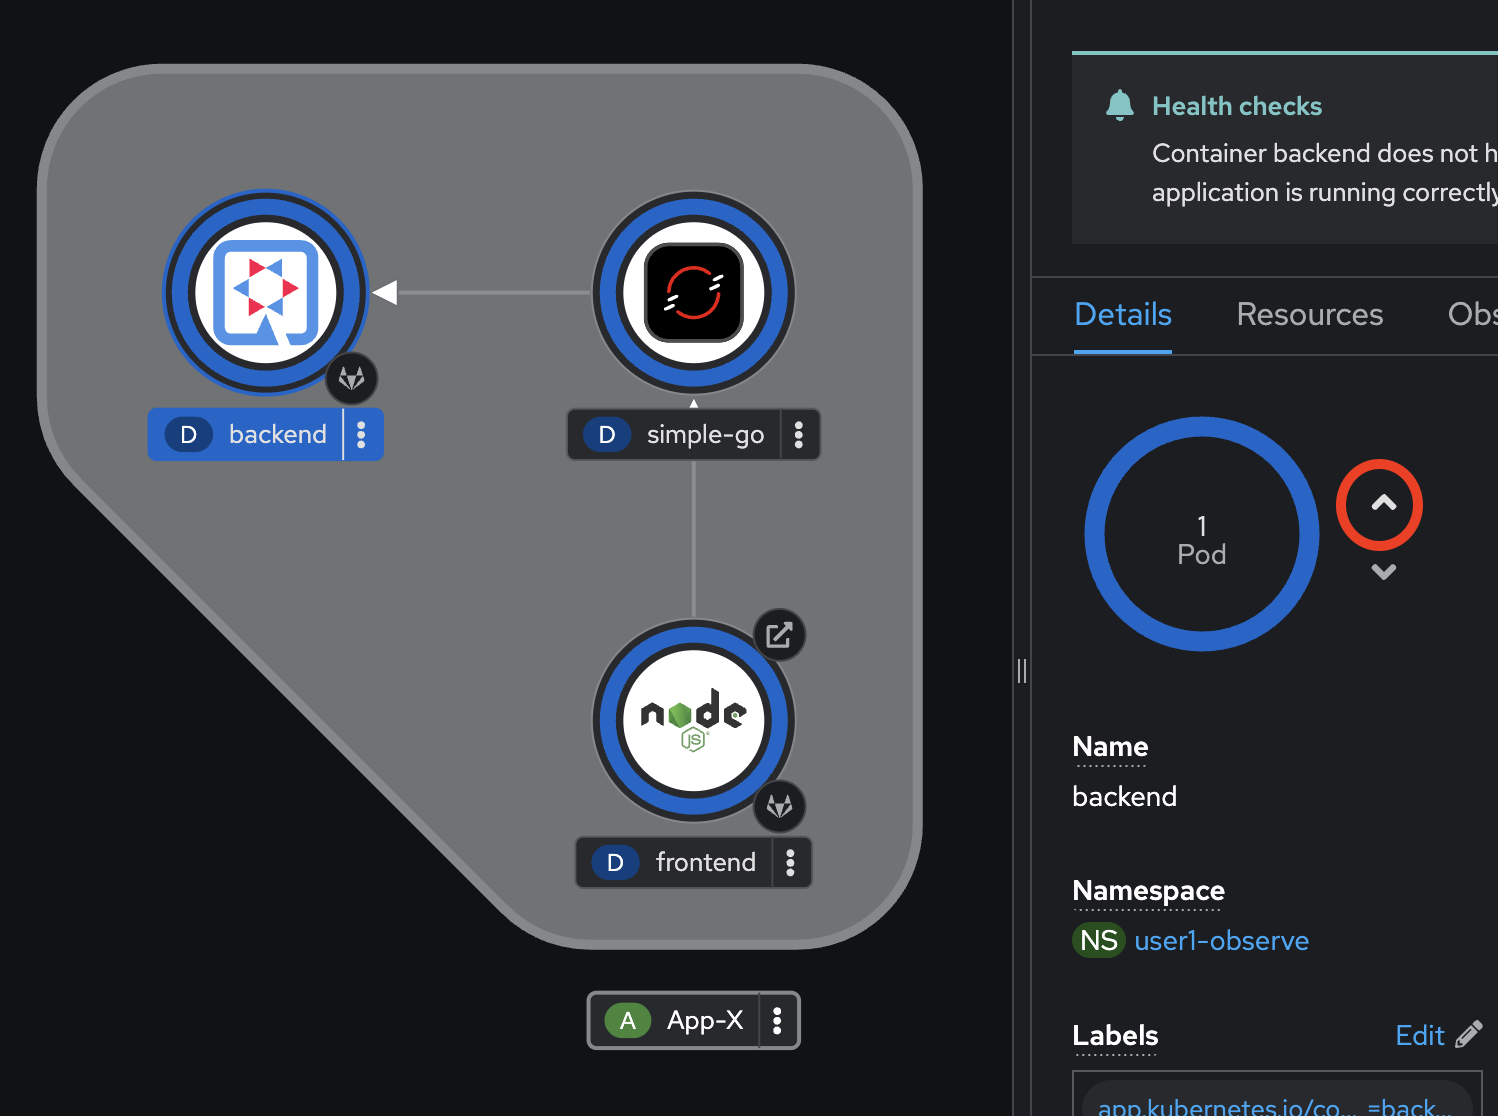 Health checks
Container backend does not h
application is running correctly
Details
Resources
Obs
D
backend
D
simple-go
1
Pod
node
JS
D
frontend
Name
backend
Namespace
NS
user1-observe
A
App-X
Labels
Edit
app.kubernetes.io/co... =back...